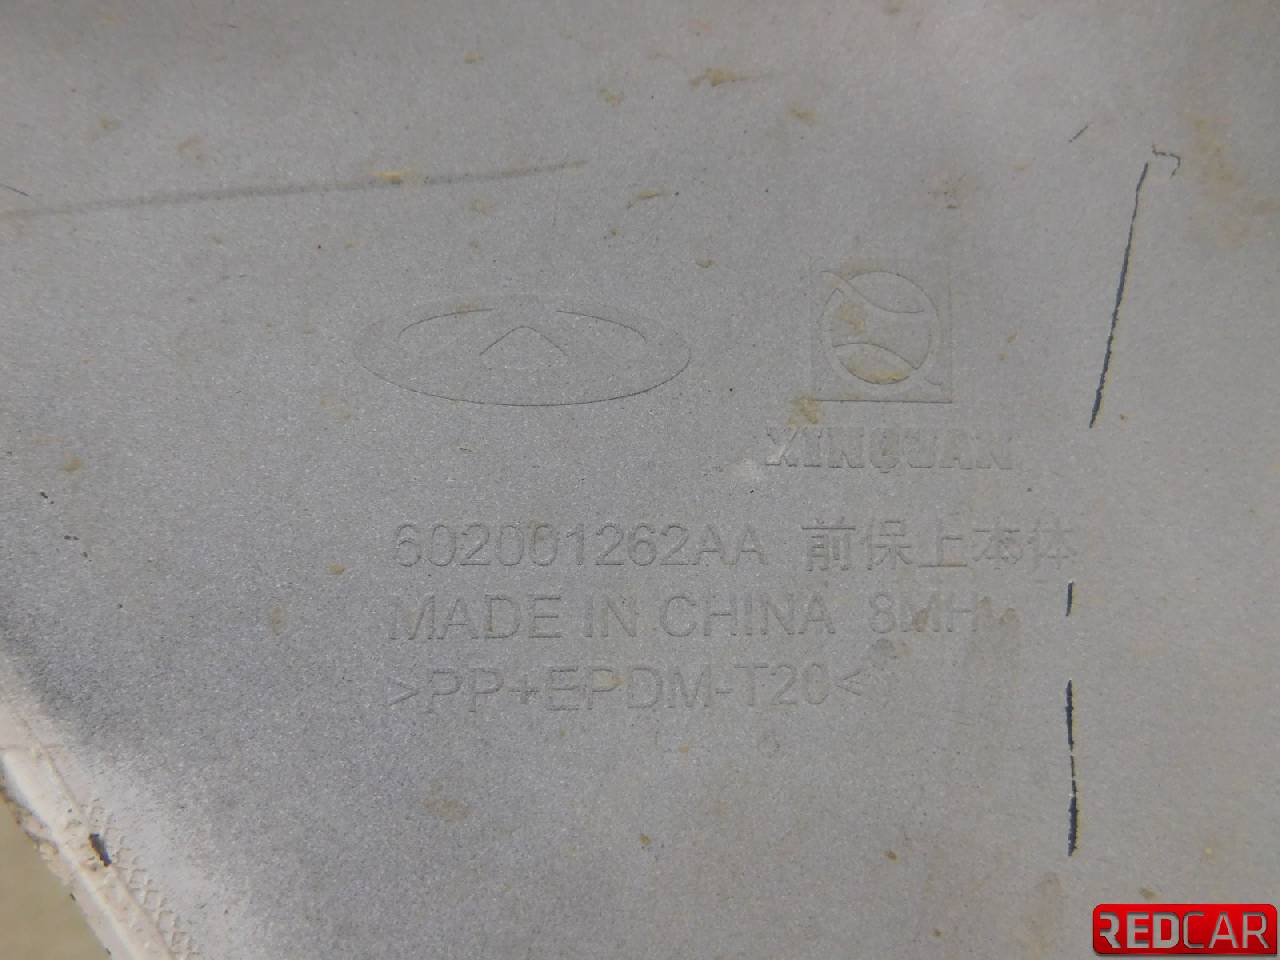 XINQUAN
602001262AA 前保上本体
MADE IN CHINA 8MH
>PP+EPDM-T20<
REDCAR